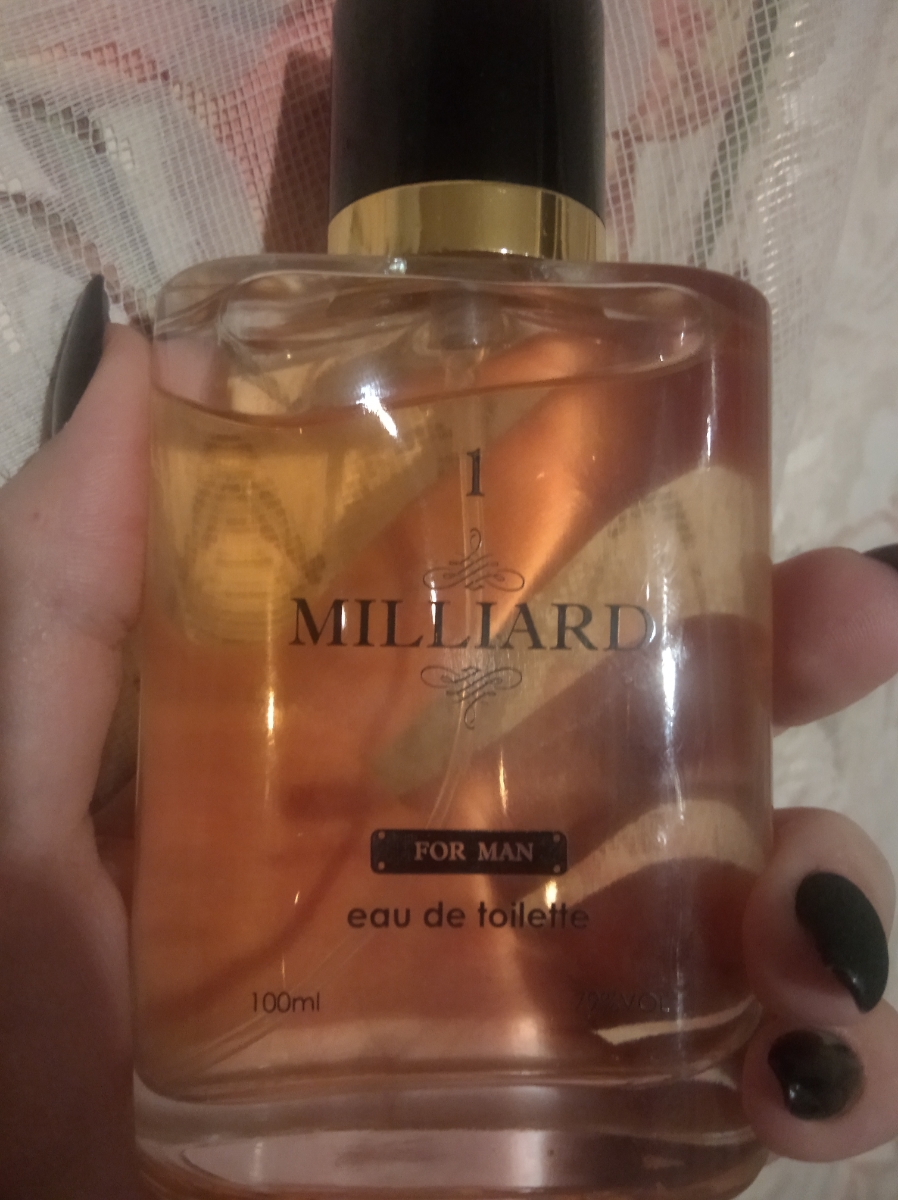 1
MILLIARD
FOR MAN
eau de toilette
100ml